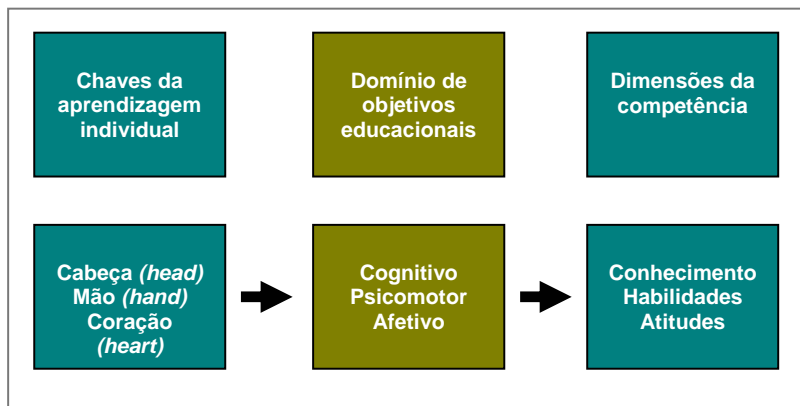 Chaves da
aprendizagem
individual
Domínio de
objetivos
educacionais
Dimensões da
competência
Cabeça (head)
Mão (hand)
Coração
(heart)
Cognitivo
Psicomotor
Afetivo
Conhecimento
Habilidades
Atitudes